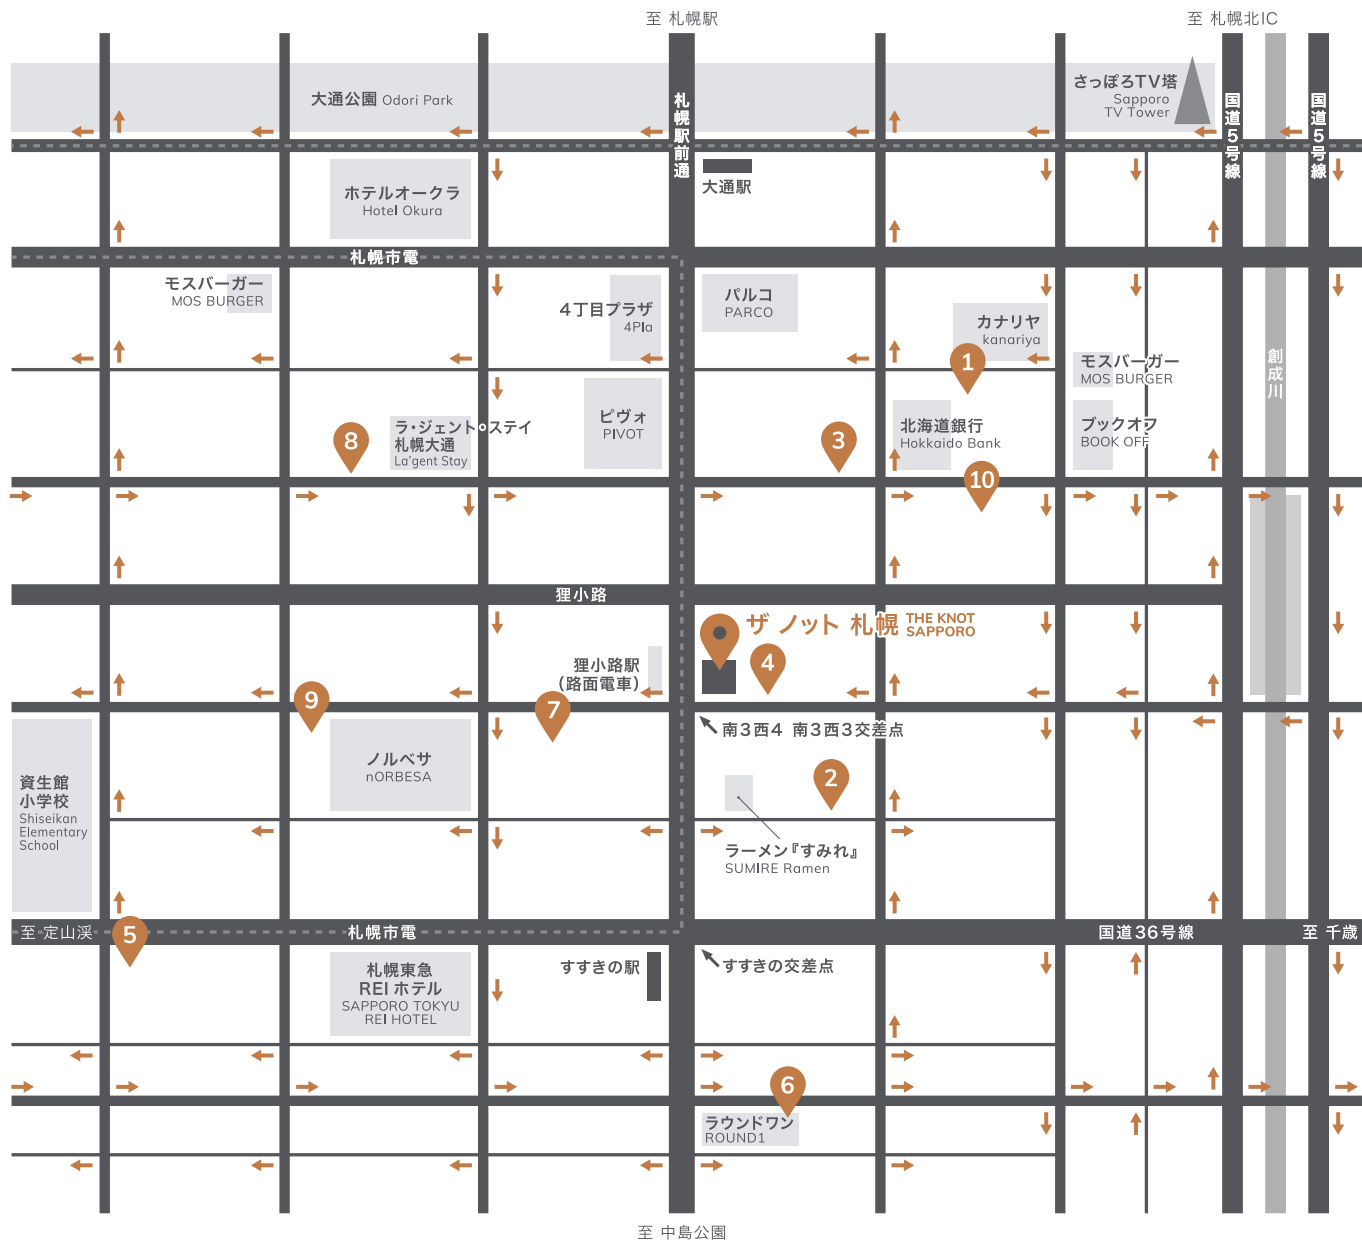 至 札幌駅
至 札幌北IC
大通公園 Odori Park
さっぽろTV塔
Sapporo
TV Tower
札幌駅前通
国道5号線
国道5号線
大通駅
ホテルオークラ
Hotel Okura
札幌市電
モスバーガー
MOS BURGER
4丁目プラザ
4Pla
パルコ
PARCO
カナリヤ
kanariya
1
モスバーガー
MOS BURGER
創成川
ラ・ジェント・ステイ
札幌大通
La'gent Stay
8
ピヴォ
PIVOT
3
北海道銀行
Hokkaido Bank
ブックオフ
BOOK OFF
10
狸小路
ザ ノット 札幌 THE KNOT
SAPPORO
狸小路駅
(路面電車)
4
9
7
南3西4 南3西3交差点
資生館
小学校
Shiseikan
Elementary
School
ノルベサ
nORBESA
2
ラーメン『すみれ』
SUMIRE Ramen
至 定山渓
5
札幌市電
国道36号線
至 千歳
札幌東急
REI ホテル
SAPPORO TOKYU
REI HOTEL
すすきの駅
すすきの交差点
6
ラウンドワン
ROUND1
至 中島公園